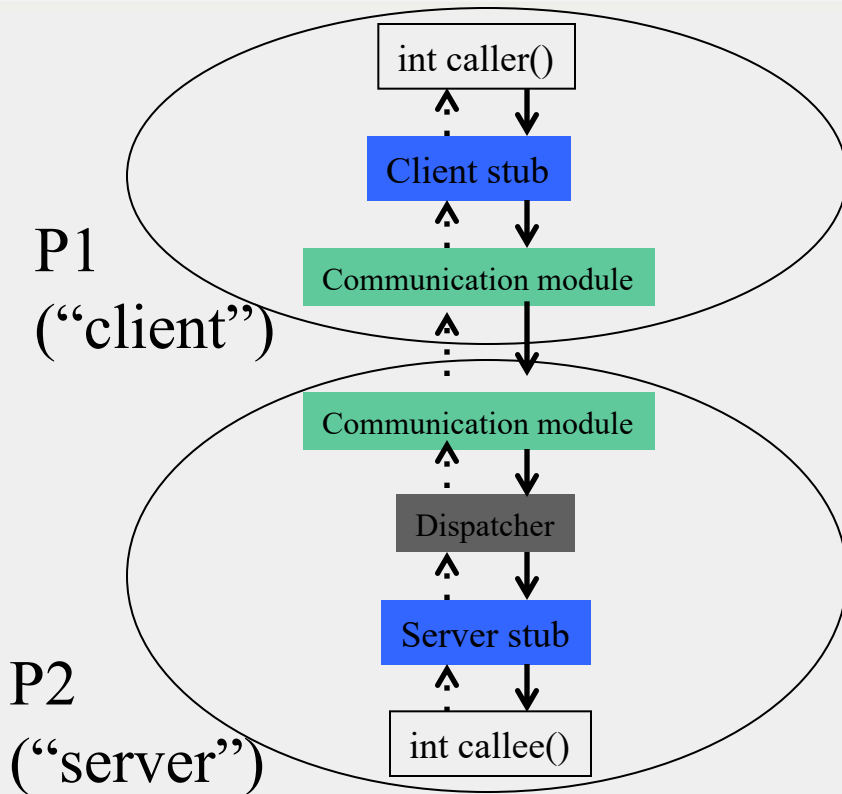 int caller()
Client stub
P1
(“client”)
Communication module
Communication module
Dispatcher
Server stub
P2
(“server”)
int callee()